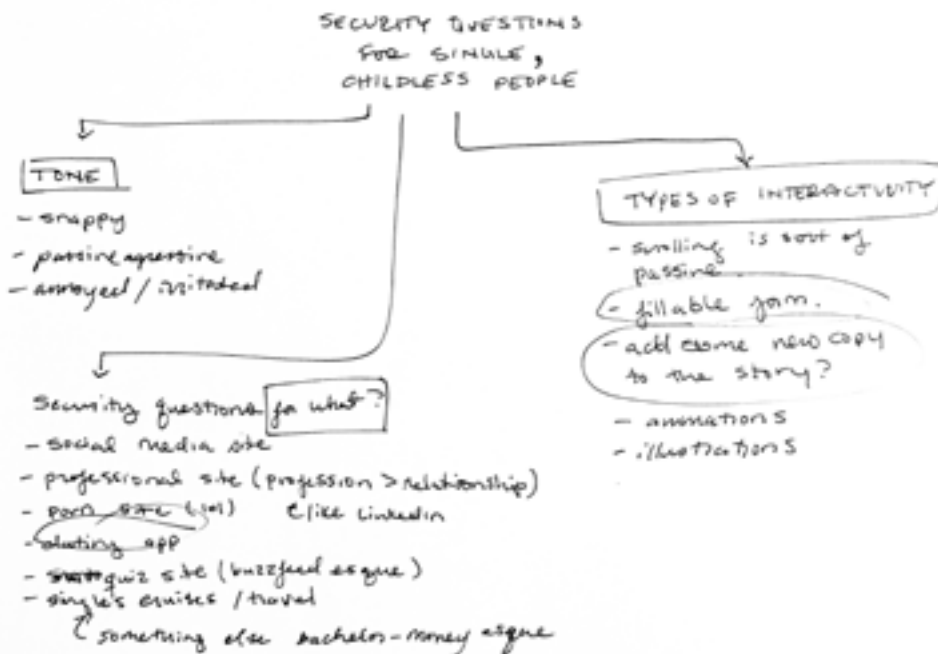 SECURITY QUESTIONS
FOR SINGLE,
CHILDLESS PEOPLE
TONE
- snappy
- passive agressive
- annoyed / irritated
Security questions for what?
- social media site
- professional site (profession > relationship)
like Linkedin
- porn site (lol)
- dating app
- quiz site (buzzfeed esque)
- single's cruises / travel
something else bachelor-money esque
TYPES OF INTERACTIVITY
- scrolling is sort of
passive.
- fillable form.
- add some new copy
to the story?
- animations
- illustrations